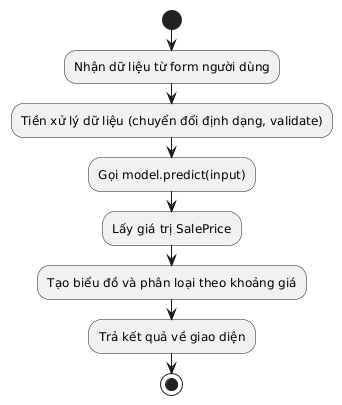 Nhận dữ liệu từ form người dùng
Tiền xử lý dữ liệu (chuyển đổi định dạng, validate)
Gọi model.predict(input)
Lấy giá trị SalePrice
Tạo biểu đồ và phân loại theo khoảng giá
Trả kết quả về giao diện